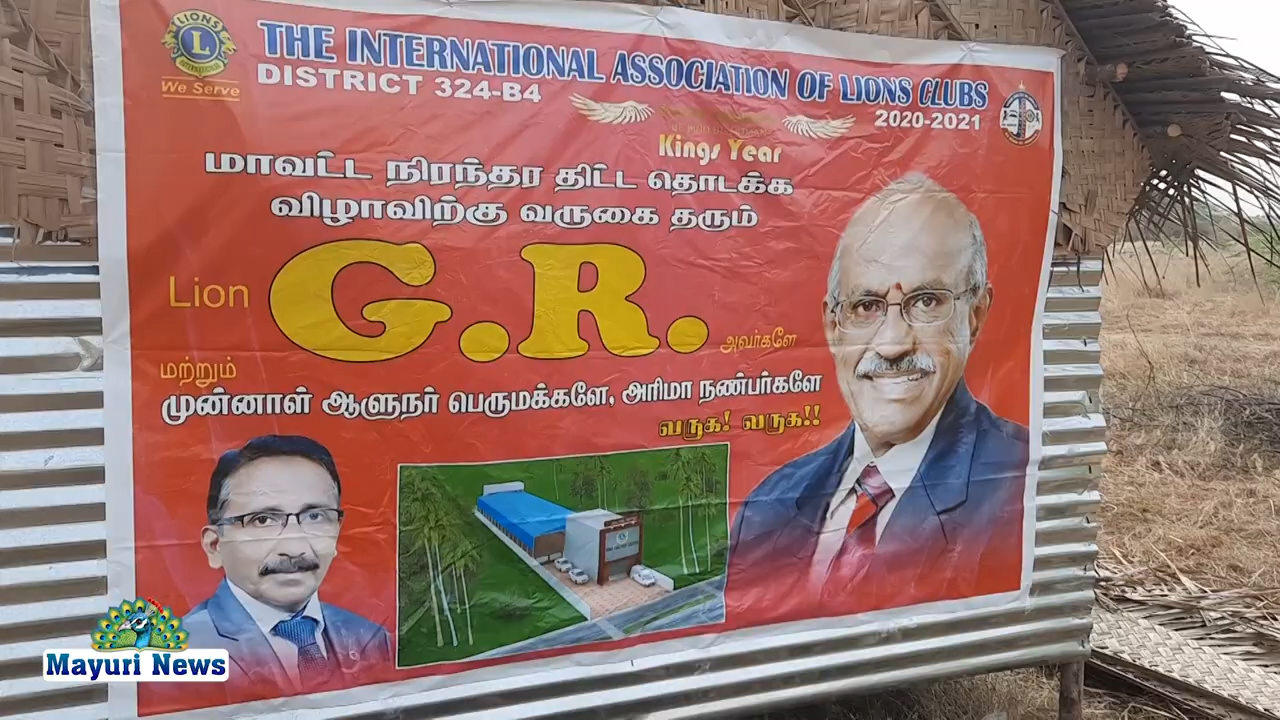 LIONS
L
INTERNATIONAL
We Serve
THE INTERNATIONAL ASSOCIATION OF LIONS CLUBS
DISTRICT 324-B4
2020-2021
Kings Year
மாவட்ட நிரந்தர திட்ட தொடக்க
விழாவிற்கு வருகை தரும்
Lion G.R. அவர்களே
மற்றும்
முன்னாள் ஆளுநர் பெருமக்களே, அரிமா நண்பர்களே
வருக! வருக!!
Mayuri News